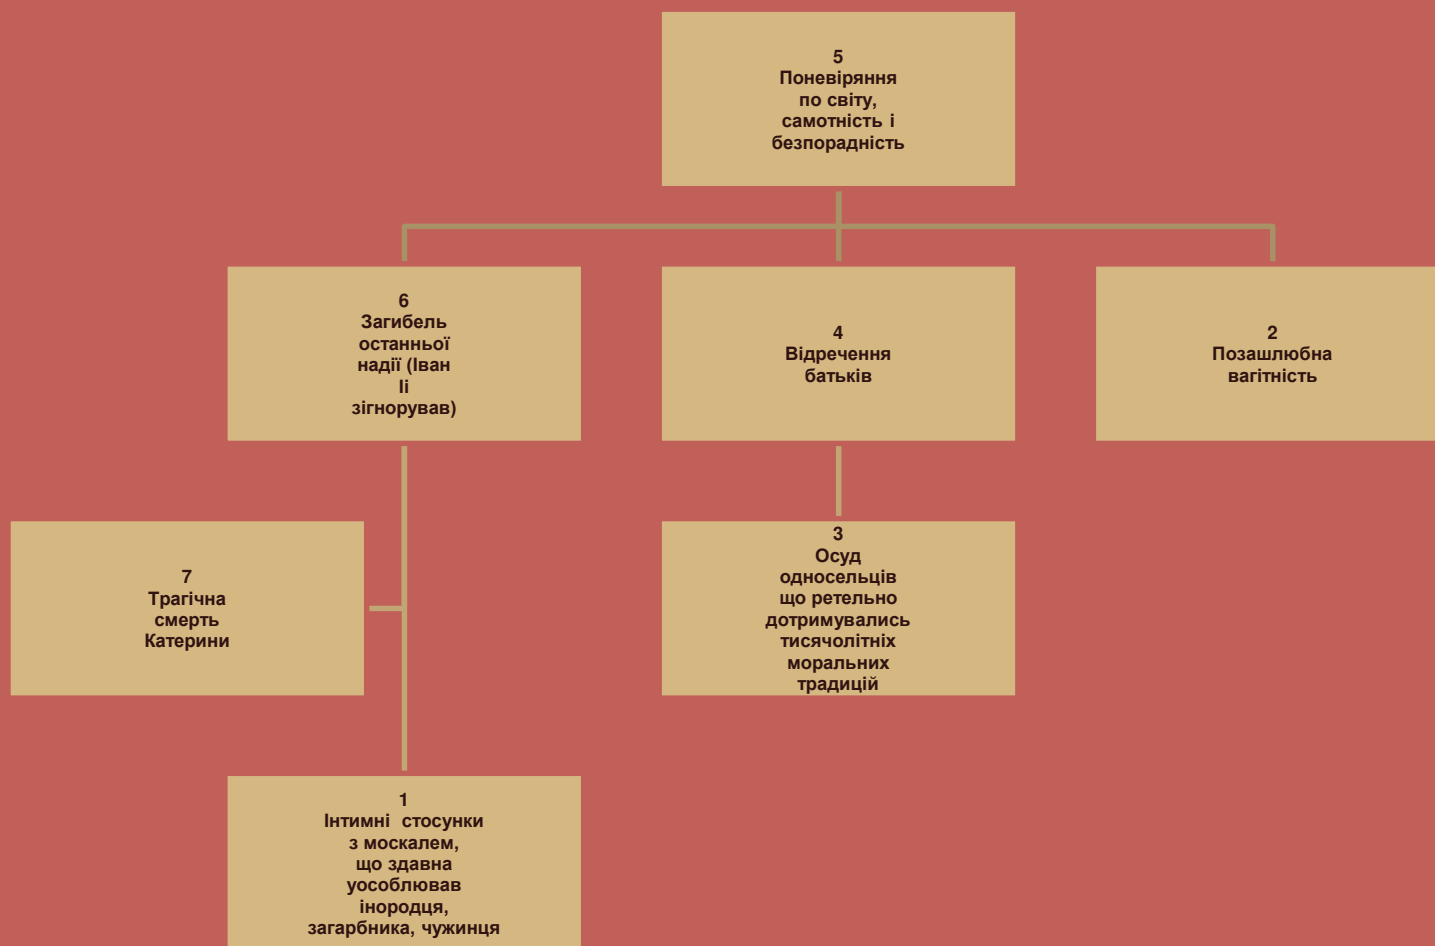 5
Поневіряння
по світу,
самотність і
безпорадність
6
Загибель
останньої
надії (Іван
Її
зігнорував)
4
Відречення
батьків
2
Позашлюбна
вагітність
7
Трагічна
смерть
Катерини
3
Осуд
односельців
що ретельно
дотримувались
тисячолітніх
моральних
традицій
1
Інтимні стосунки
з москалем,
що здавна
уособлював
інородця,
загарбника, чужинця